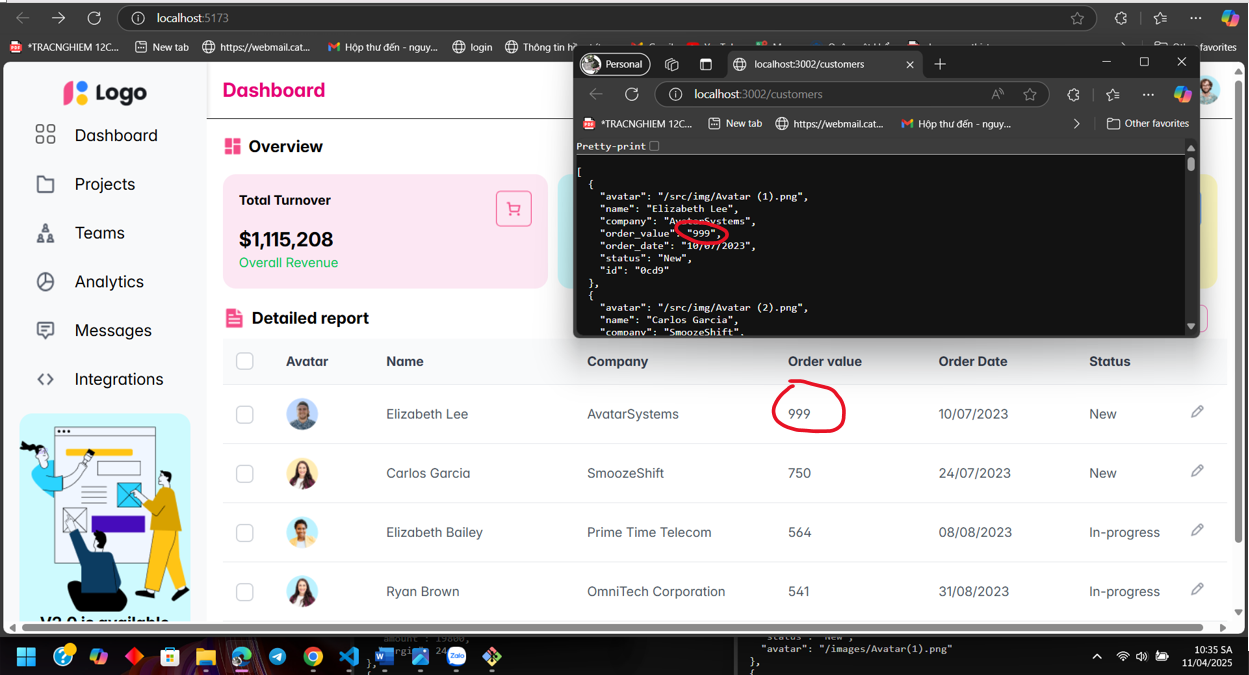 localhost:5173
*TRACNGHIEM 12C...
New tab
https://webmail.cat...
Hộp thư đến - nguy...
login
Other favorites
Personal
localhost:3002/customers
localhost:3002/customers
*TRACNGHIEM 12C...
New tab
https://webmail.cat...
Hộp thư đến - nguy...
Other favorites
Pretty-print
[
{
"avatar": "/src/img/Avatar (1).png",
"name": "Elizabeth Lee",
"company": "AvatarSystems",
"order_value": "999",
"order_date": "10/07/2023",
"status": "New",
"id": "0cd9"
},
{
"avatar": "/src/img/Avatar (2).png",
"name": "Carlos Garcia",
"company": "SmoozeShift",
Logo
Dashboard
Projects
Teams
Analytics
Messages
Integrations
V2.0 is available
Dashboard
Overview
Total Turnover
$1,115,208
Overall Revenue
Detailed report
Avatar Name Company Order value Order Date Status
Elizabeth Lee AvatarSystems 999 10/07/2023 New
Carlos Garcia SmoozeShift 750 24/07/2023 New
Elizabeth Bailey Prime Time Telecom 564 08/08/2023 In-progress
Ryan Brown OmniTech Corporation 541 31/08/2023 In-progress
"avatar": "/images/Avatar(1).png"
},
Zalo
10:35 SA
11/04/2025